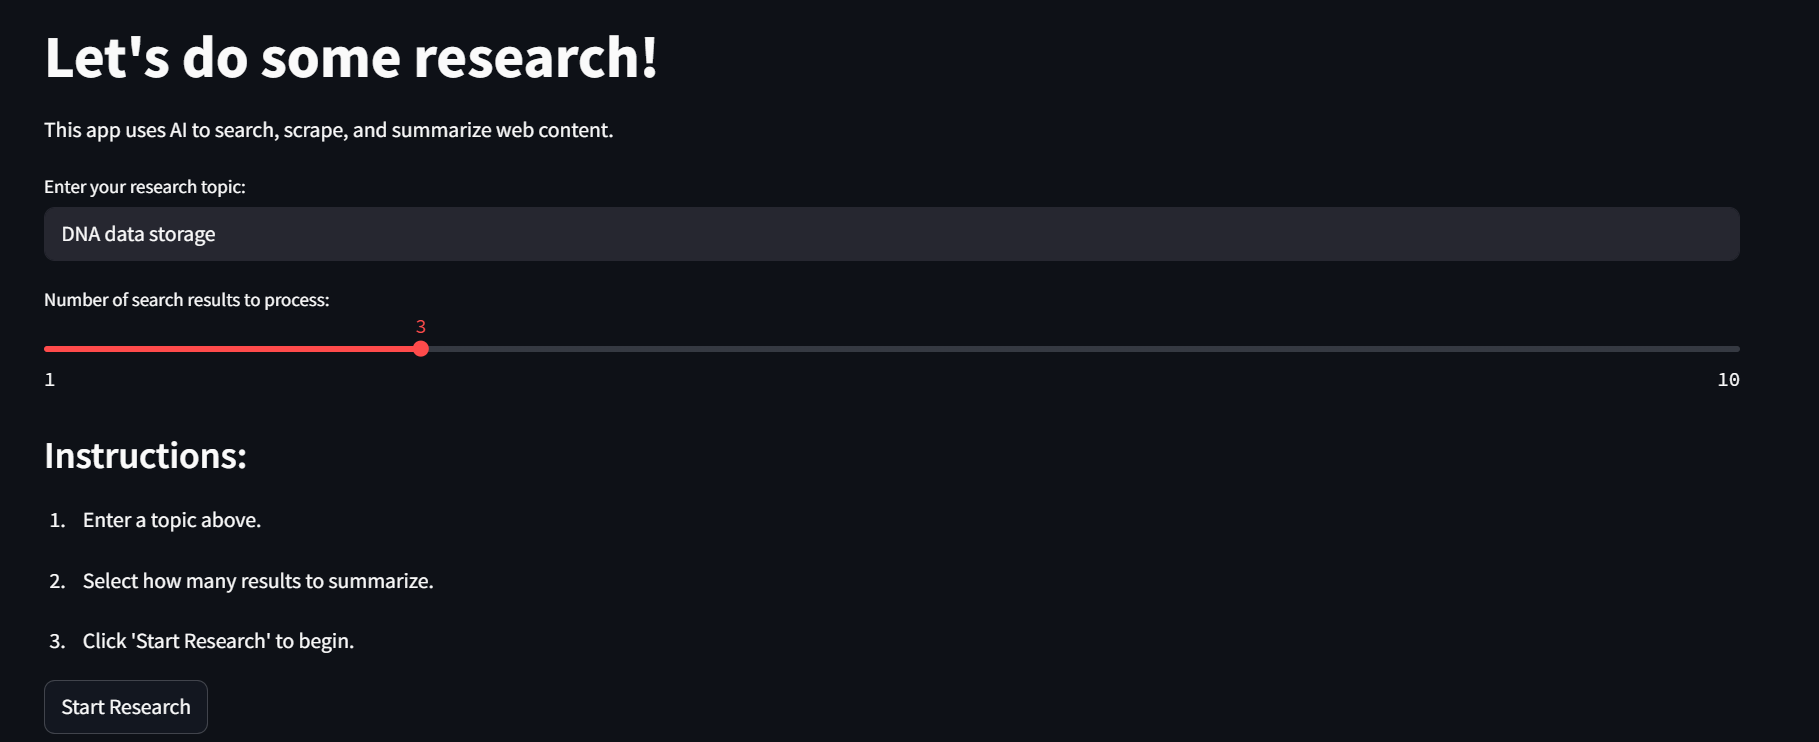 Let's do some research!
This app uses AI to search, scrape, and summarize web content.
Enter your research topic:
DNA data storage
Number of search results to process:
3
1
10
Instructions:
1. Enter a topic above.
2. Select how many results to summarize.
3. Click 'Start Research' to begin.
Start Research